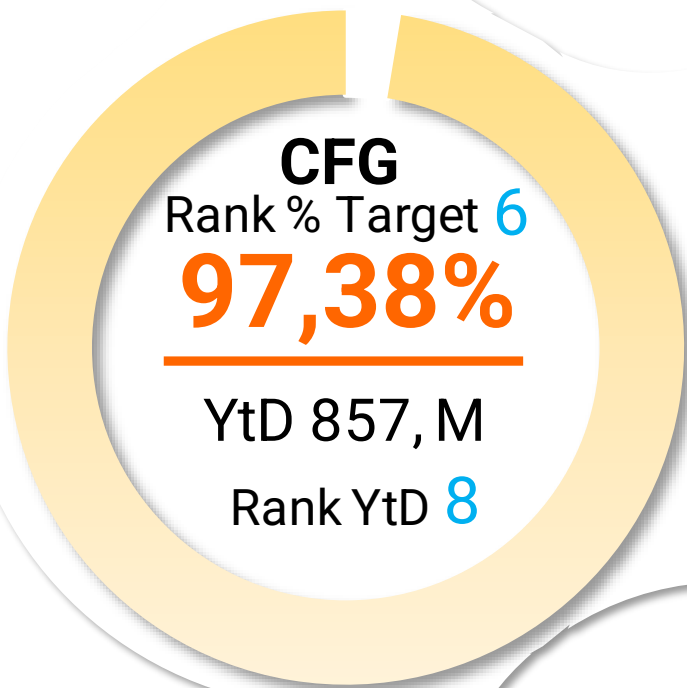 CFG
Rank % Target 6
97,38%
YtD 857, M
Rank YtD 8